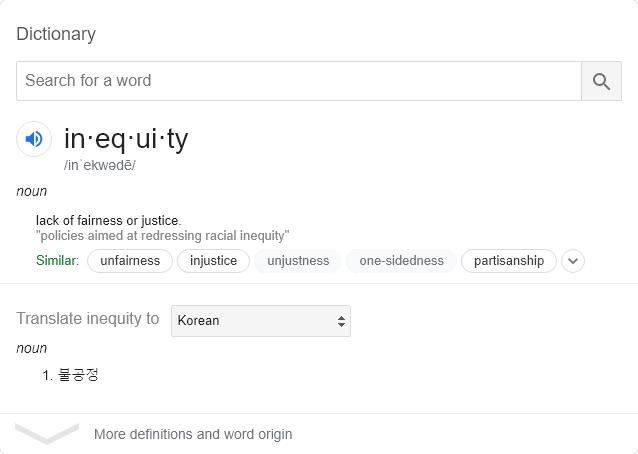 Dictionary
Search for a word
in·eq·ui·ty
/inˈekwədē/
noun
lack of fairness or justice.
"policies aimed at redressing racial inequity"
Similar: unfairness injustice unjustness one-sidedness partisanship
Translate inequity to Korean
noun
1. 불공정
More definitions and word origin